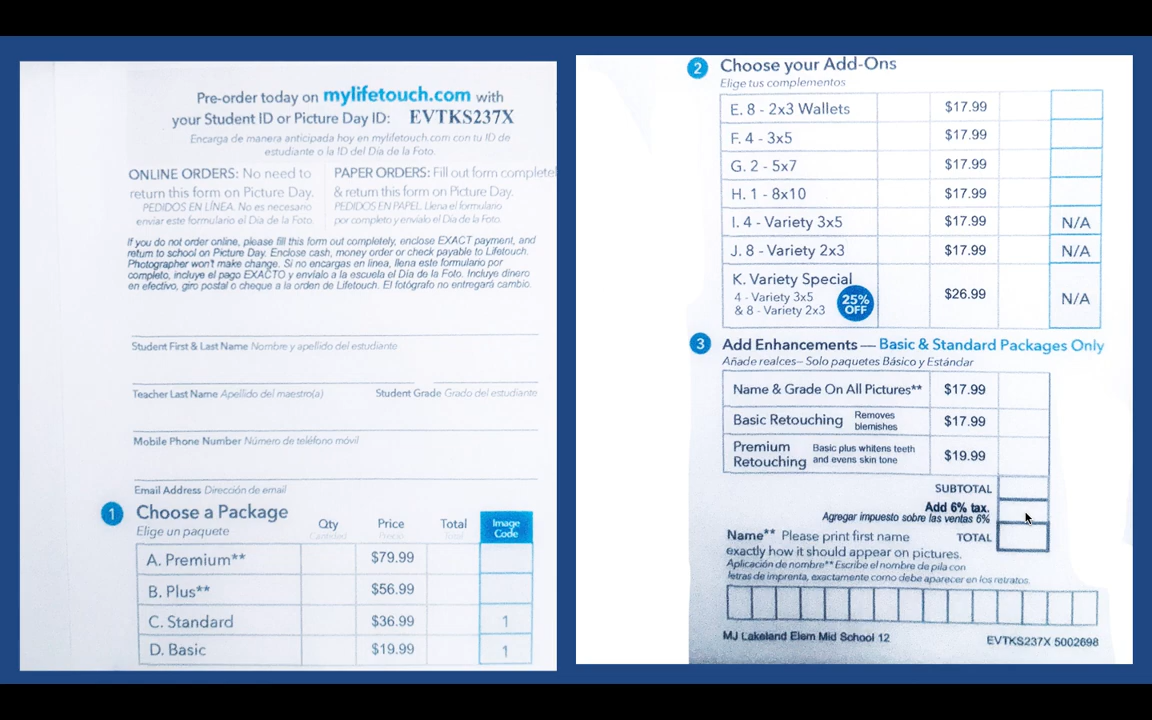 Pre-order today on mylifetouch.com with
your Student ID or Picture Day ID: EVTKS237X
Encarga de manera anticipada hoy en mylifetouch.com con tu ID de
estudiante o la ID del Día de la Foto.
ONLINE ORDERS: No need to
return this form on Picture Day.
PEDIDOS EN LÍNEA. No es necesario
enviar este formulario el Día de la Foto.
PAPER ORDERS: Fill out form complete
& return this form on Picture Day.
PEDIDOS EN PAPEL. Llena el formulario
por completo y envíalo el Día de la Foto.
If you do not order online, please fill this form out completely, enclose EXACT payment, and
return to school on Picture Day. Enclose cash, money order or check payable to Lifetouch.
Photographer won't make change. Si no encargas en línea, llena este formulario por
completo, incluye el pago EXACTO y envíalo a la escuela el Día de la Foto. Incluye dinero
en efectivo, giro postal o cheque a la orden de Lifetouch. El fotógrafo no entregará cambio.
Student First & Last Name Nombre y apellido del estudiante
Teacher Last Name Apellido del maestro(a) Student Grade Grado del estudiante
Mobile Phone Number Número de teléfono móvil
Email Address Dirección de email
1 Choose a Package
Elige un paquete
Qty Price Total Image Code
Cantidad Precio Total
A. Premium** $79.99
B. Plus** $56.99
C. Standard $36.99 1
D. Basic $19.99 1
2 Choose your Add-Ons
Elige tus complementos
E. 8 - 2x3 Wallets $17.99
F. 4 - 3x5 $17.99
G. 2 - 5x7 $17.99
H. 1 - 8x10 $17.99
I. 4 - Variety 3x5 $17.99 N/A
J. 8 - Variety 2x3 $17.99 N/A
K. Variety Special
4 - Variety 3x5
& 8 - Variety 2x3
25% OFF
$26.99 N/A
3 Add Enhancements — Basic & Standard Packages Only
Añade realces– Solo paquetes Básico y Estándar
Name & Grade On All Pictures** $17.99
Basic Retouching Removes blemishes $17.99
Premium Retouching Basic plus whitens teeth and evens skin tone $19.99
SUBTOTAL
Add 6% tax.
Agregar impuesto sobre las ventas 6%
TOTAL
Name** Please print first name
exactly how it should appear on pictures.
Aplicación de nombre** Escribe el nombre de pila con
letras de imprenta, exactamente como debe aparecer en los retratos.
MJ Lakeland Elem Mid School 12 EVTKS237X 5002698